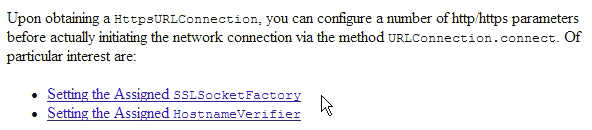 Upon obtaining a HttpsURLConnection, you can configure a number of http/https parameters
before actually initiating the network connection via the method URLConnection.connect. Of
particular interest are:
• Setting the Assigned SSLSocketFactory
• Setting the Assigned HostnameVerifier